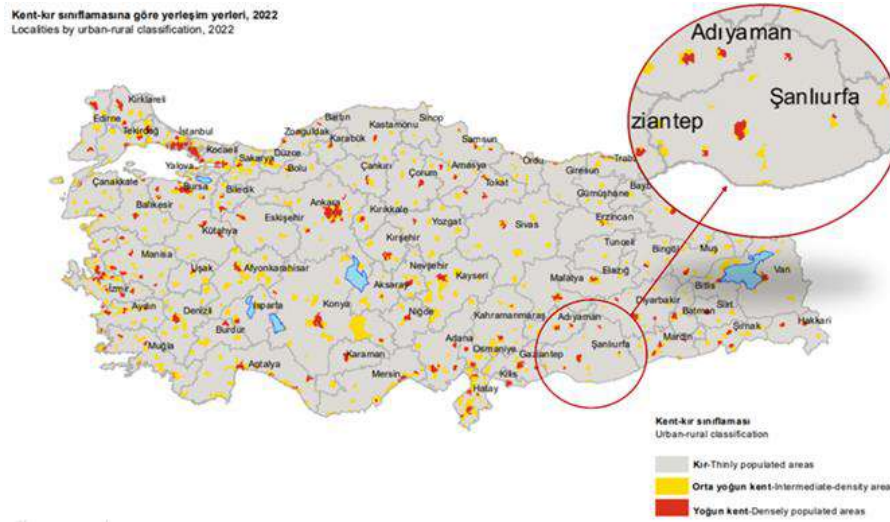 Kent-kır sınıflamasına göre yerleşim yerleri, 2022
Localities by urban-rural classification, 2022
Adıyaman
Şanlıurfa
ziantep
Kırklareli
Edirne
Tekirdeğ
İstanbul
Kocaeli
Yalova
Sakarya
Düzce
Bolu
Zonguldak
Bartın
Karabük
Kastamonu
Sinop
Samsun
Ordu
Trab
Giresun
Gümüşhane
Bayb
Çanakkale
Bursa
Bilecik
Balıkesir
Eskişehir
Ankara
Çankırı
Çorum
Amasya
Tokat
Kırıkkale
Yozgat
Sivas
Erzincan
Kütahya
Kırşehir
Tunceli
Bingöl
Muş
Van
Manisa
Uşak
Afyonkarahisar
Nevşehir
Kayseri
Malatya
Elazığ
Bitlis
İzmir
Aksaray
Aydın
Denizli
Isparta
Konya
Niğde
Kahramanmaraş
Adıyaman
Diyarbakır
Batman
Siirt
Şırnak
Hakkari
Burdur
Muğla
Antalya
Karaman
Mersin
Adana
Osmaniye
Gaziantep
Şanlıurfa
Mardin
Kilis
Hatay
Kent-kır sınıflaması
Urban-rural classification
Kır-Thinly populated areas
Orta yoğun kent-Intermediate-density area
Yoğun kent-Densely populated areas